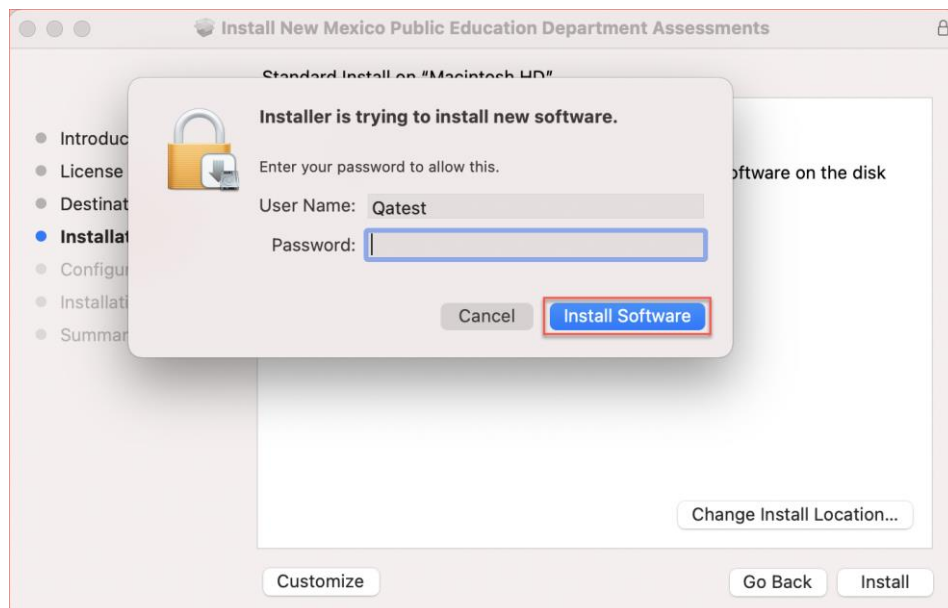 Install New Mexico Public Education Department Assessments
Standard Install on “Macintosh HD”
Installer is trying to install new software.
Enter your password to allow this.
User Name: Qatest
Password:
Cancel
Install Software
Introduc
License
Destinat
Installat
Configur
Installati
Summar
oftware on the disk
Change Install Location...
Customize
Go Back
Install